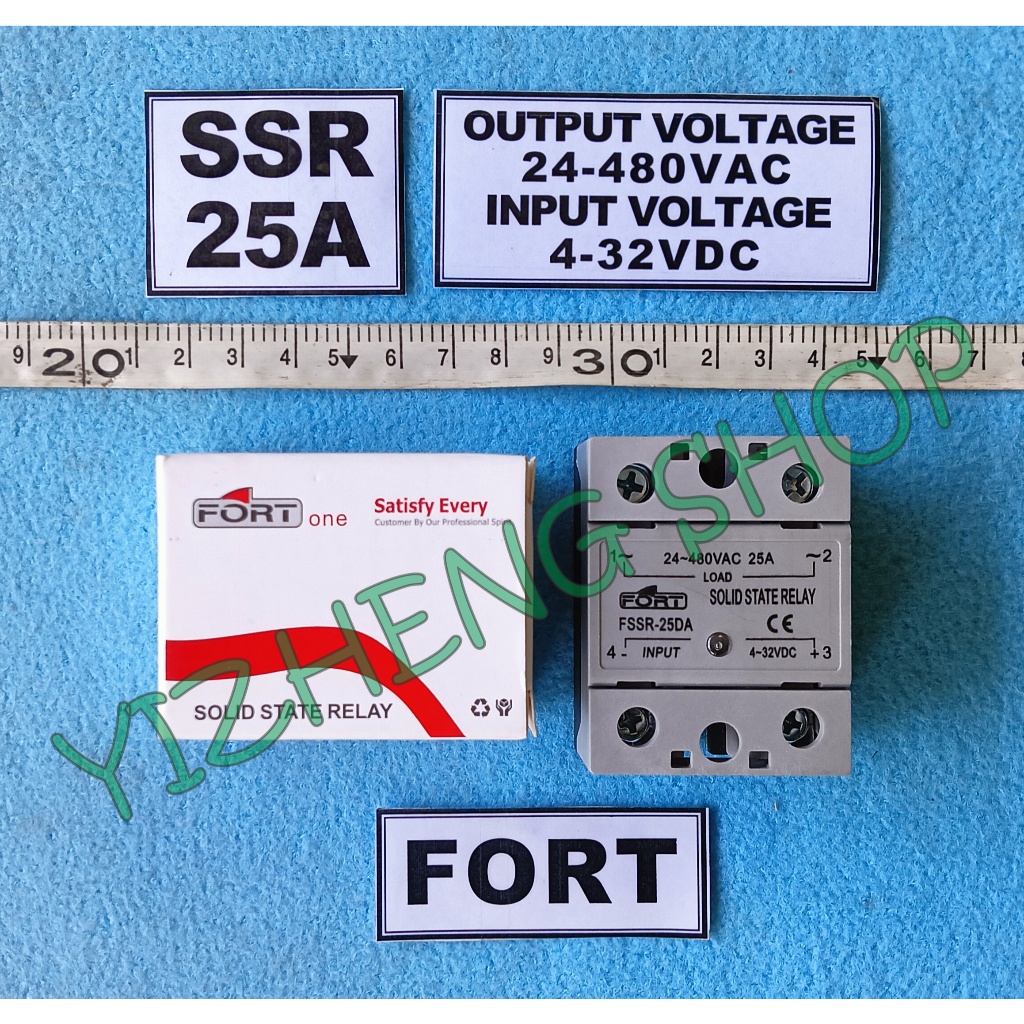 SSR
25A
OUTPUT VOLTAGE
24-480VAC
INPUT VOLTAGE
4-32VDC
9 20 1 2 3 4 5 6 7 8 9 30 1 2 3 4 5 6 7 8
FORT one
Satisfy Every
Customer By Our Professional
SOLID STATE RELAY
1~ 24~480VAC 25A ~2
LOAD
FORT SOLID STATE RELAY
FSSR-25DA CE
4 - INPUT 4~32VDC +3
FORT
YIZHENG SHOP